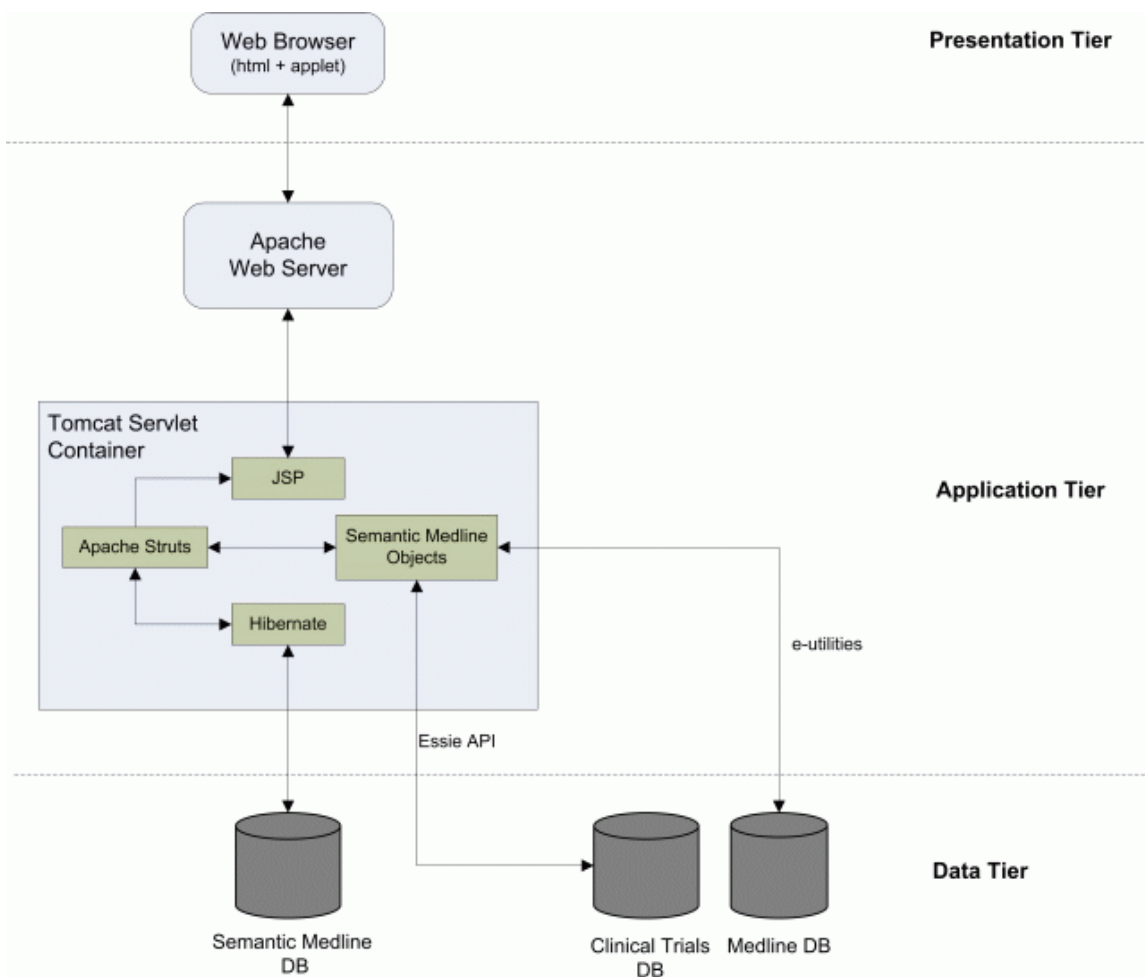 Web Browser
(html + applet)
Presentation Tier
Apache
Web Server
Tomcat Servlet
Container
JSP
Application Tier
Apache Struts
Semantic Medline
Objects
Hibernate
e-utilities
Essie API
Data Tier
Semantic Medline
DB
Clinical Trials
DB
Medline DB